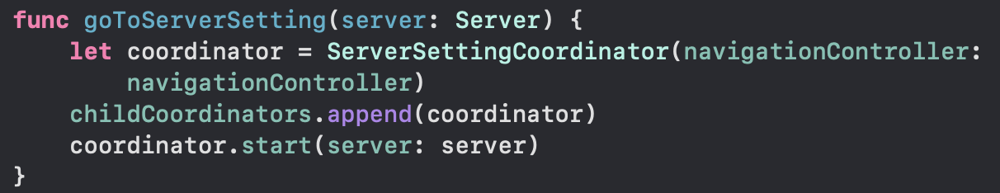 func goToServerSetting(server: Server) {
    let coordinator = ServerSettingCoordinator(navigationController:
        navigationController)
    childCoordinators.append(coordinator)
    coordinator.start(server: server)
}